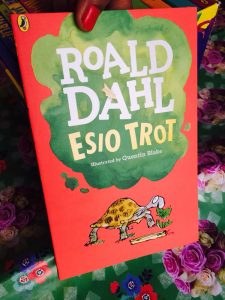 ROALD
DAHL
ESIO TROT
Illustrated by Quentin Blake